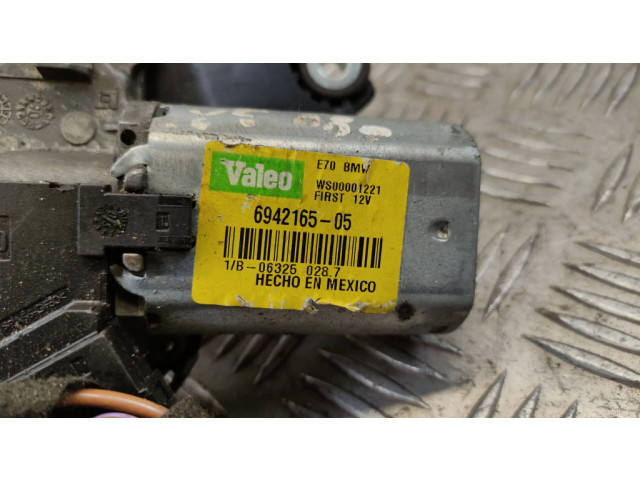 Valeo
E70 BMW
WS00001221
FIRST 12V
6942165-05
1/B-06325 028.7
HECHO EN MEXICO